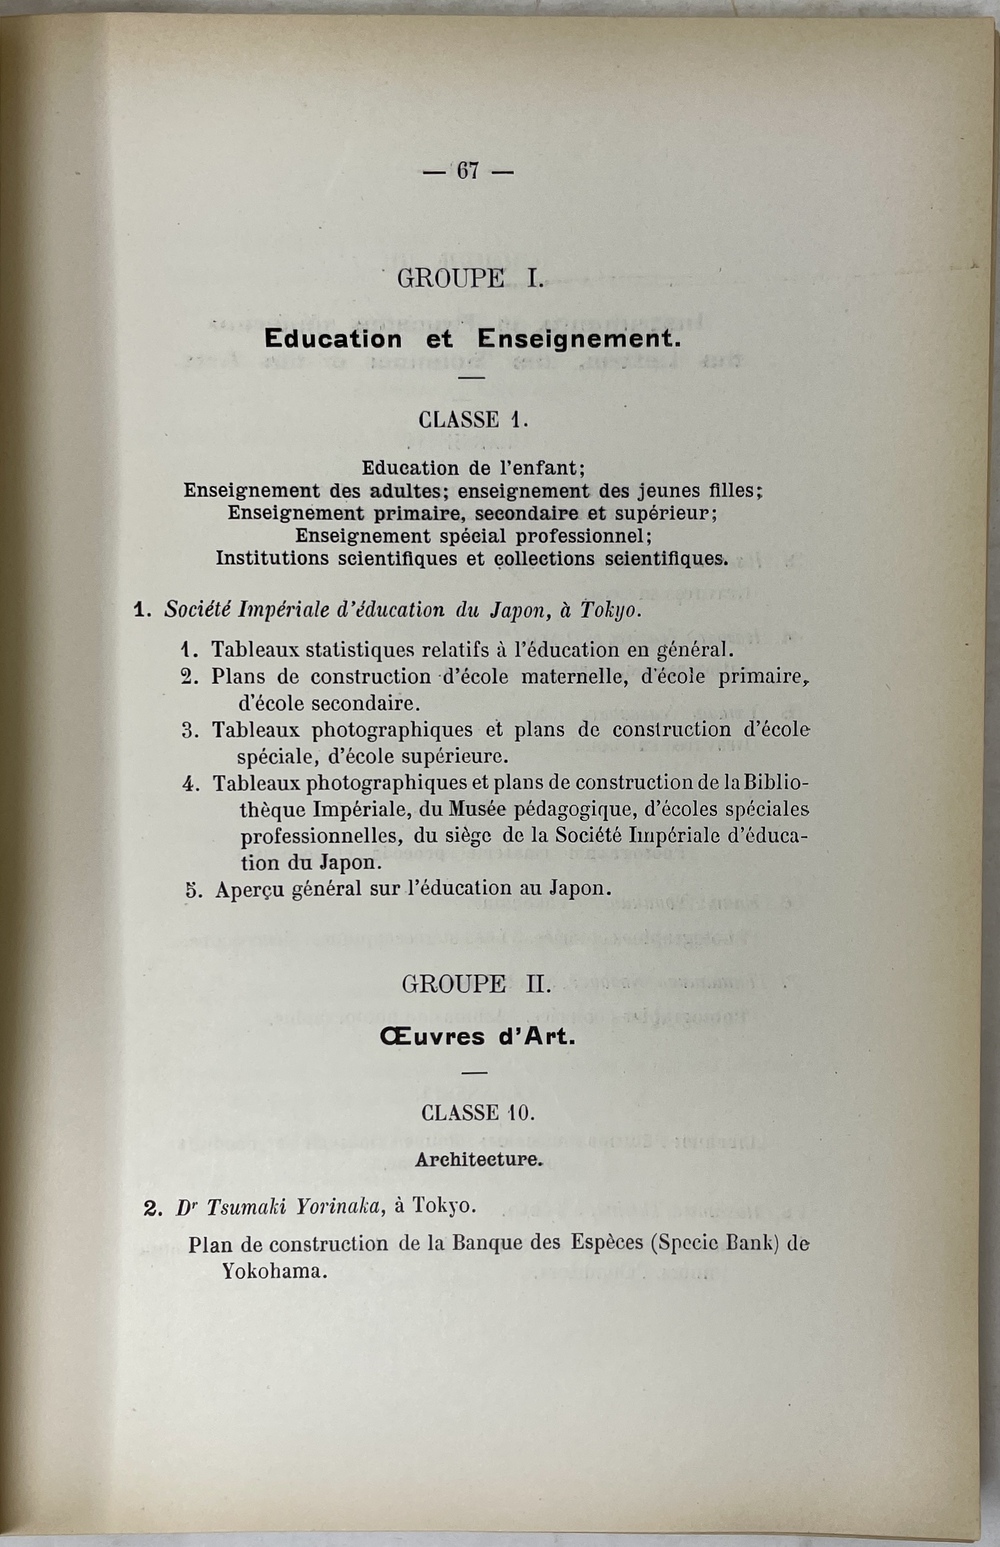 — 67 —
GROUPE I.
Education et Enseignement.
CLASSE 1.
Education de l'enfant;
Enseignement des adultes; enseignement des jeunes filles;
Enseignement primaire, secondaire et supérieur;
Enseignement spécial professionnel;
Institutions scientifiques et collections scientifiques.
1. Société Impériale d'éducation du Japon, à Tokyo.
1. Tableaux statistiques relatifs à l'éducation en général.
2. Plans de construction d'école maternelle, d'école primaire,
d'école secondaire.
3. Tableaux photographiques et plans de construction d'école
spéciale, d'école supérieure.
4. Tableaux photographiques et plans de construction de la Biblio-
thèque Impériale, du Musée pédagogique, d'écoles spéciales
professionnelles, du siège de la Société Impériale d'éduca-
tion du Japon.
5. Aperçu général sur l'éducation au Japon.
GROUPE II.
Œuvres d'Art.
CLASSE 10.
Architecture.
2. Dr Tsumaki Yorinaka, à Tokyo.
Plan de construction de la Banque des Espèces (Specie Bank) de
Yokohama.